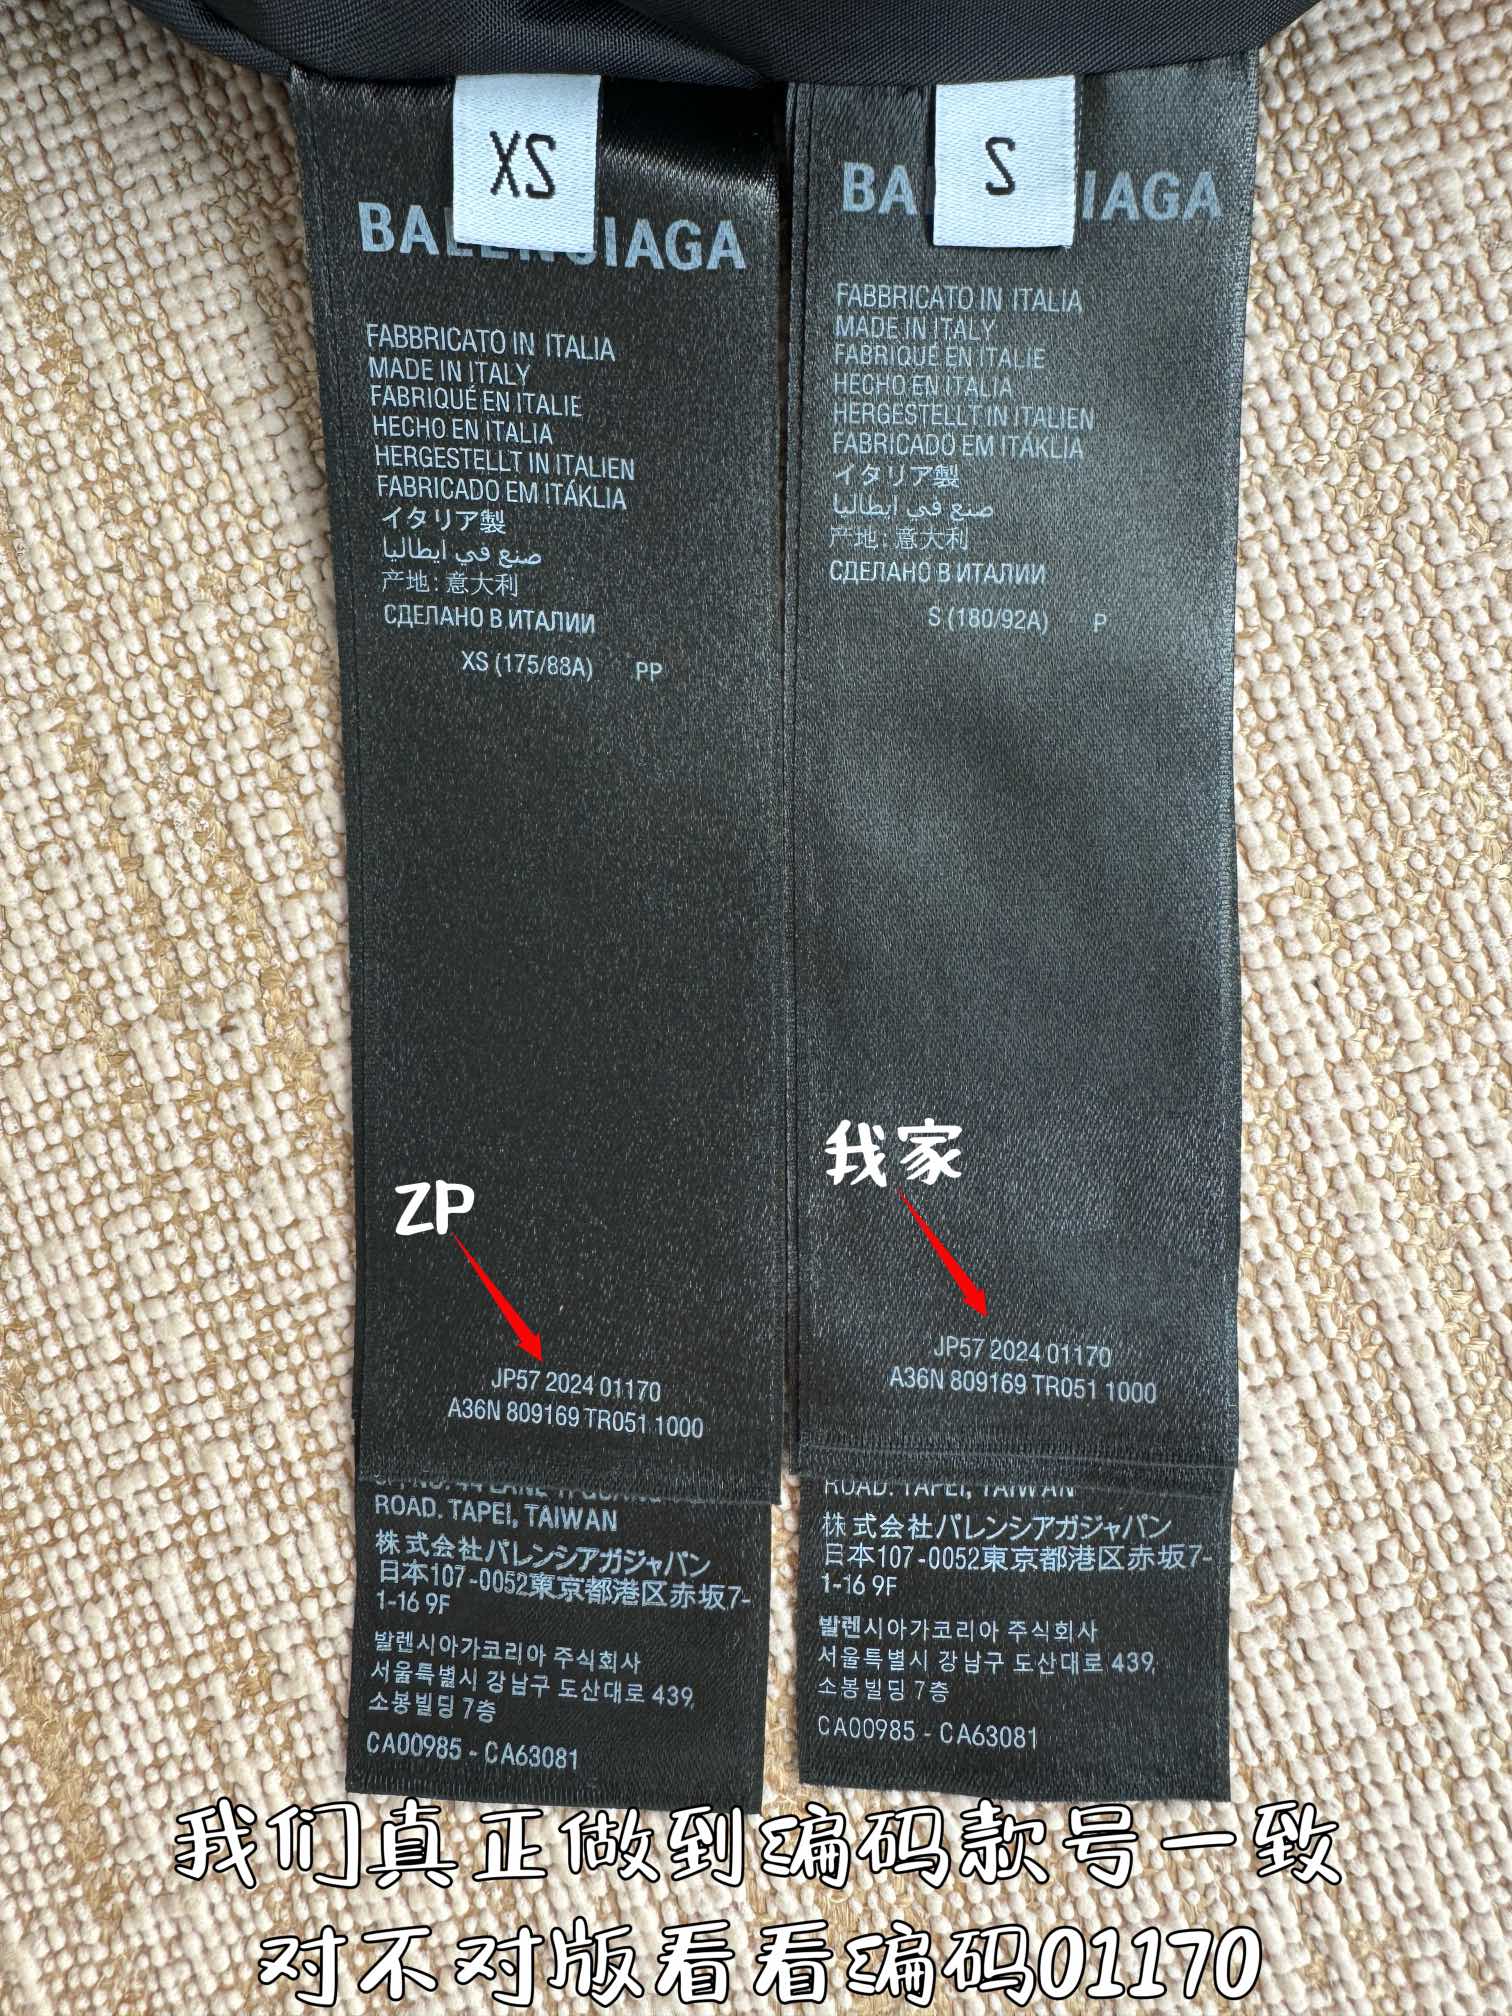 XS
BALENCIAGA
FABBRICATO IN ITALIA
MADE IN ITALY
FABRIQUÉ EN ITALIE
HECHO EN ITALIA
HERGESTELLT IN ITALIEN
FABRICADO EM ITÁKLIA
イタリア製
صنع في ايطاليا
产地:意大利
СДЕЛАНО В ИТАЛИИ
XS (175/88A) PP
ZP
JP57 2024 01170
A36N 809169 TR051 1000
ROAD. TAPEI, TAIWAN
株式会社バレンシアガジャパン
日本107-0052東京都港区赤坂7-
1-16 9F
발렌시아가코리아 주식회사
서울특별시 강남구 도산대로 439,
소봉빌딩 7층
CA00985 - CA63081
S
BA IAGA
FABBRICATO IN ITALIA
MADE IN ITALY
FABRIQUÉ EN ITALIE
HECHO EN ITALIA
HERGESTELLT IN ITALIEN
FABRICADO EM ITÁKLIA
イタリア製
صنع في ايطاليا
产地:意大利
СДЕЛАНО В ИТАЛИИ
S (180/92A) P
我家
JP57 2024 01170
A36N 809169 TR051 1000
ROAD. TAPEI, TAIWAN
株式会社バレンシアガジャパン
日本107-0052東京都港区赤坂7-
1-16 9F
발렌시아가코리아 주식회사
서울특별시 강남구 도산대로 439,
소봉빌딩 7층
CA00985 - CA63081
我们真正做到编码款号一致
对不对版看看编码01170